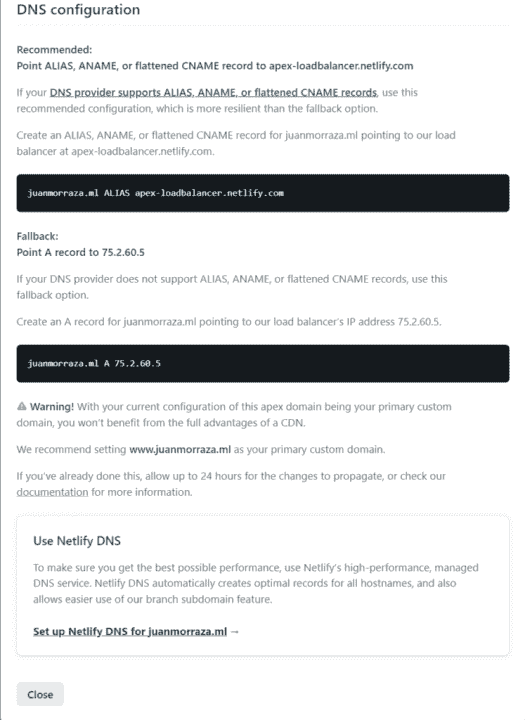 DNS configuration
Recommended:
Point ALIAS, ANAME, or flattened CNAME record to apex-loadbalancer.netlify.com
If your DNS provider supports ALIAS, ANAME, or flattened CNAME records, use this
recommended configuration, which is more resilient than the fallback option.
Create an ALIAS, ANAME, or flattened CNAME record for juanmorraza.ml pointing to our load
balancer at apex-loadbalancer.netlify.com.
juanmorraza.ml ALIAS apex-loadbalancer.netlify.com
Fallback:
Point A record to 75.2.60.5
If your DNS provider does not support ALIAS, ANAME, or flattened CNAME records, use this
fallback option.
Create an A record for juanmorraza.ml pointing to our load balancer's IP address 75.2.60.5.
juanmorraza.ml A 75.2.60.5
Warning! With your current configuration of this apex domain being your primary custom
domain, you won't benefit from the full advantages of a CDN.
We recommend setting www.juanmorraza.ml as your primary custom domain.
If you've already done this, allow up to 24 hours for the changes to propagate, or check our
documentation for more information.
Use Netlify DNS
To make sure you get the best possible performance, use Netlify's high-performance, managed
DNS service. Netlify DNS automatically creates optimal records for all hostnames, and also
allows easier use of our branch subdomain feature.
Set up Netlify DNS for juanmorraza.ml →
Close